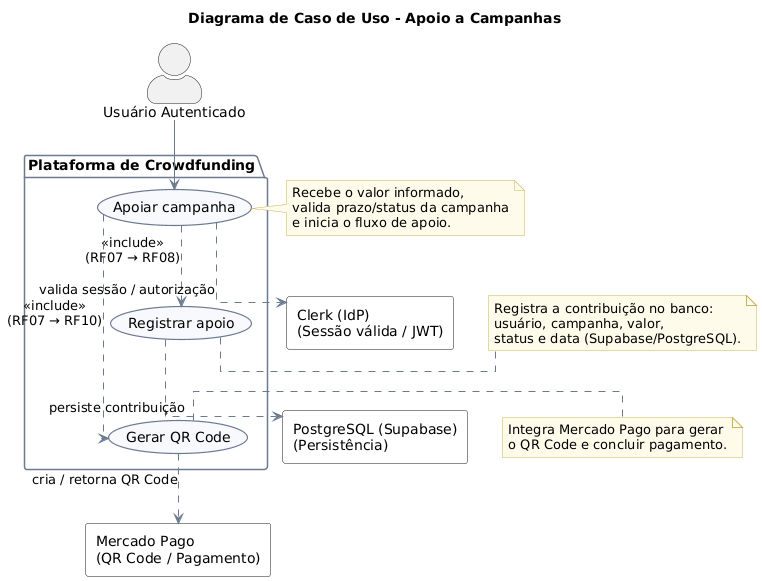 Diagrama de Caso de Uso - Apoio a Campanhas
Usuário Autenticado
Plataforma de Crowdfunding
Apoiar campanha
Recebe o valor informado,
valida prazo/status da campanha
e inicia o fluxo de apoio.
«include»
(RF07 → RF08)
valida sessão / autorização
«include»
(RF07 → RF10)
Registrar apoio
Clerk (IdP)
(Sessão válida / JWT)
Registra a contribuição no banco:
usuário, campanha, valor,
status e data (Supabase/PostgreSQL).
persiste contribuição
Gerar QR Code
PostgreSQL (Supabase)
(Persistência)
Integra Mercado Pago para gerar
o QR Code e concluir pagamento.
cria / retorna QR Code
Mercado Pago
(QR Code / Pagamento)